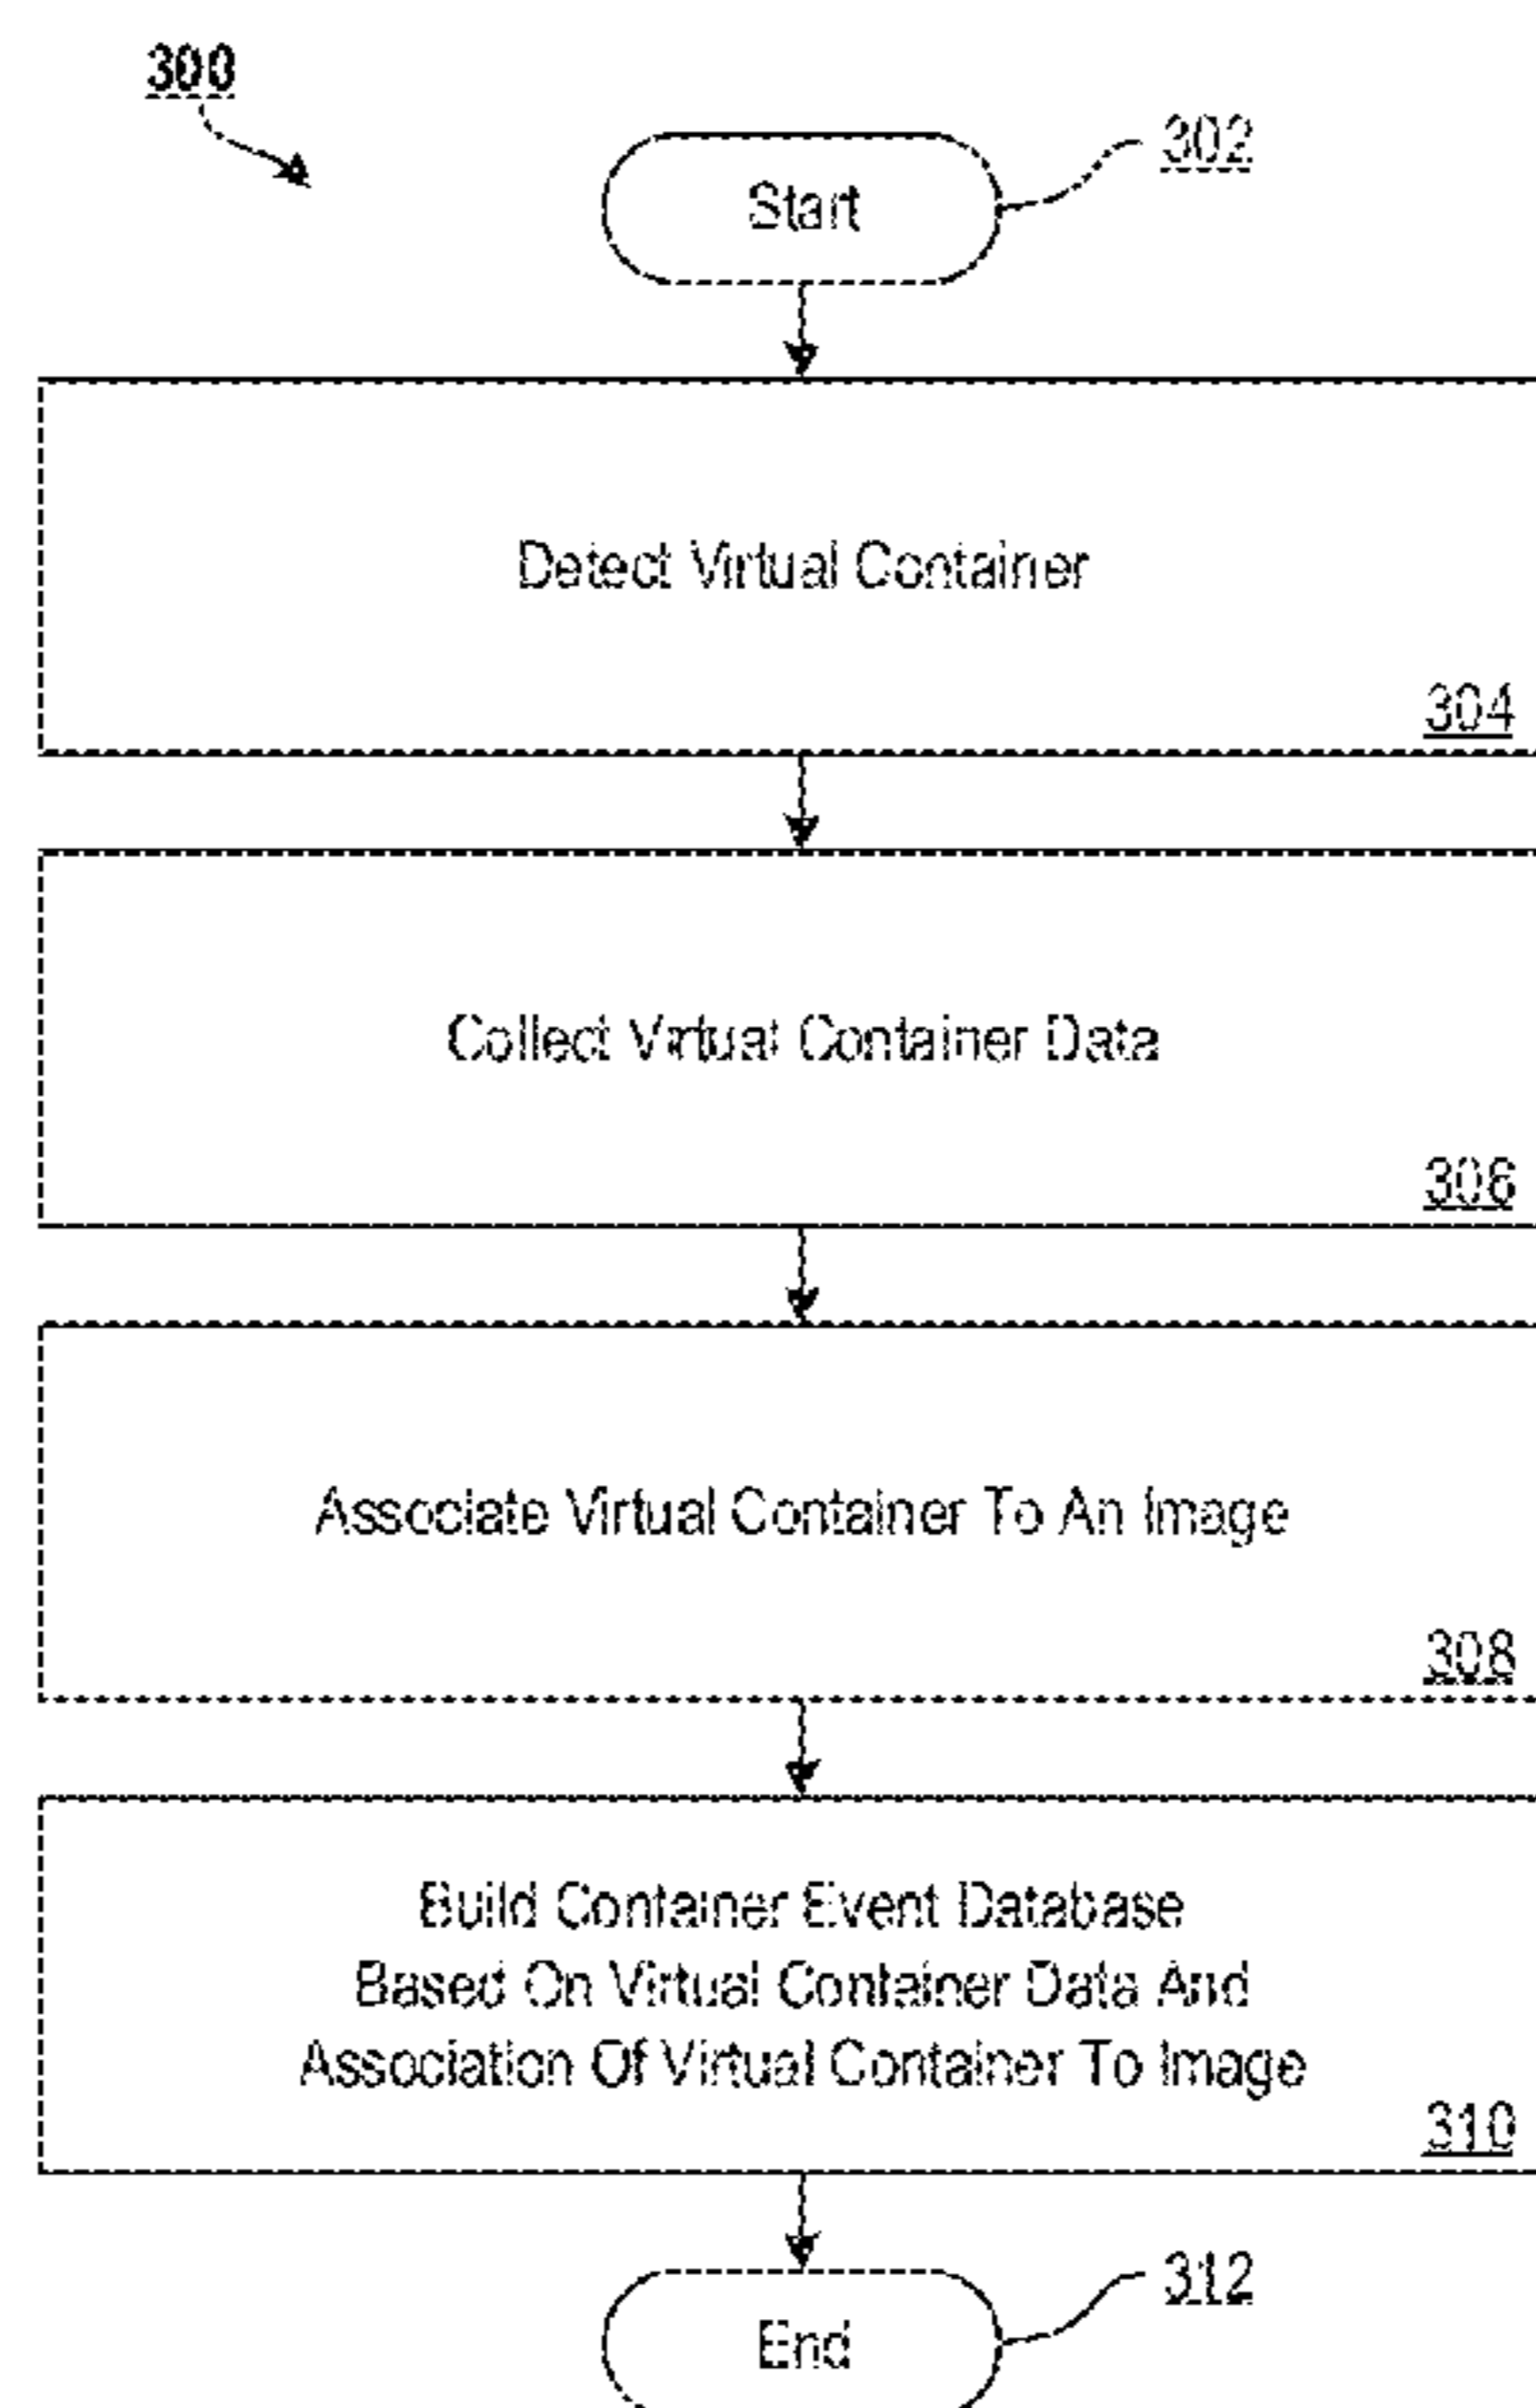 300
302
Start
Detect Virtual Container
304
Collect Virtual Container Data
306
Associate Virtual Container To An Image
308
Build Container Event Database
Based On Virtual Container Data And
Association Of Virtual Container To Image
310
312
End